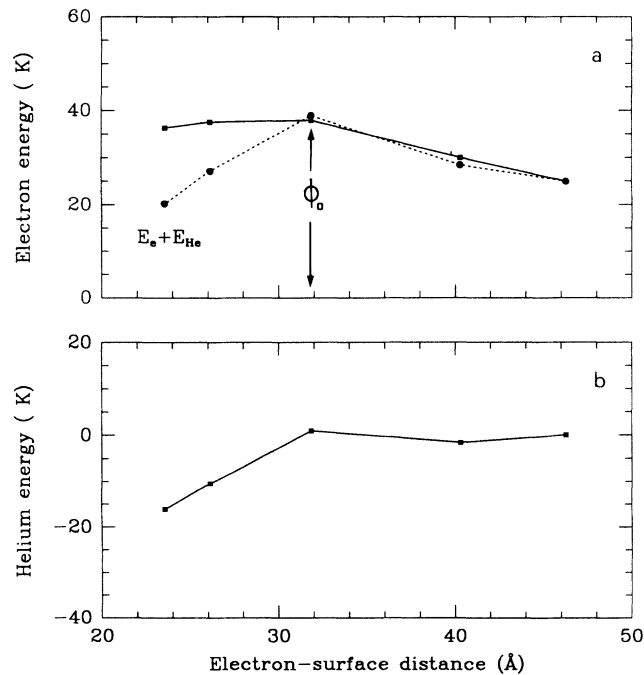 a
60
40
20
0
Electron energy ( K)
Φₒ
Eₑ+E_He
b
20
0
−20
−40
Helium energy ( K)
20
30
40
50
Electron−surface distance (Å)